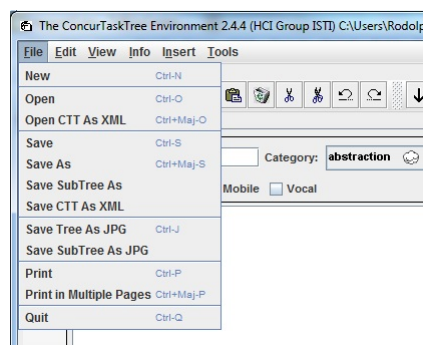 The ConcurTaskTree Environment 2.4.4 (HCI Group ISTI) C:\Users\Rodolp
File Edit View Info Insert Tools
New Ctrl-N
Open Ctrl-O
Open CTT As XML Ctrl+Maj-O
Save Ctrl-S
Save As Ctrl+Maj-S
Category: abstraction
Save SubTree As
Mobile Vocal
Save CTT As XML
Save Tree As JPG Ctrl-J
Save SubTree As JPG
Print Ctrl-P
Print in Multiple Pages Ctrl+Maj-P
Quit Ctrl-Q